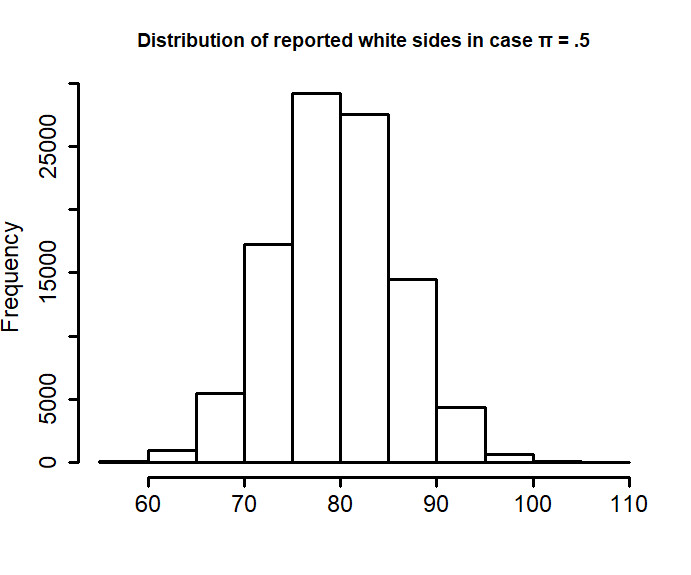 Distribution of reported white sides in case π = .5
Frequency
25000
15000
5000
0
60 70 80 90 100 110